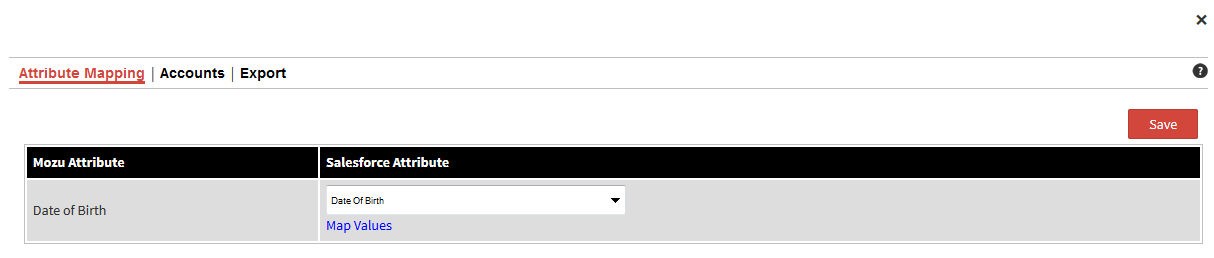 ×
Attribute Mapping | Accounts | Export
?
Save
Mozu Attribute Salesforce Attribute
Date of Birth
Date Of Birth
Map Values